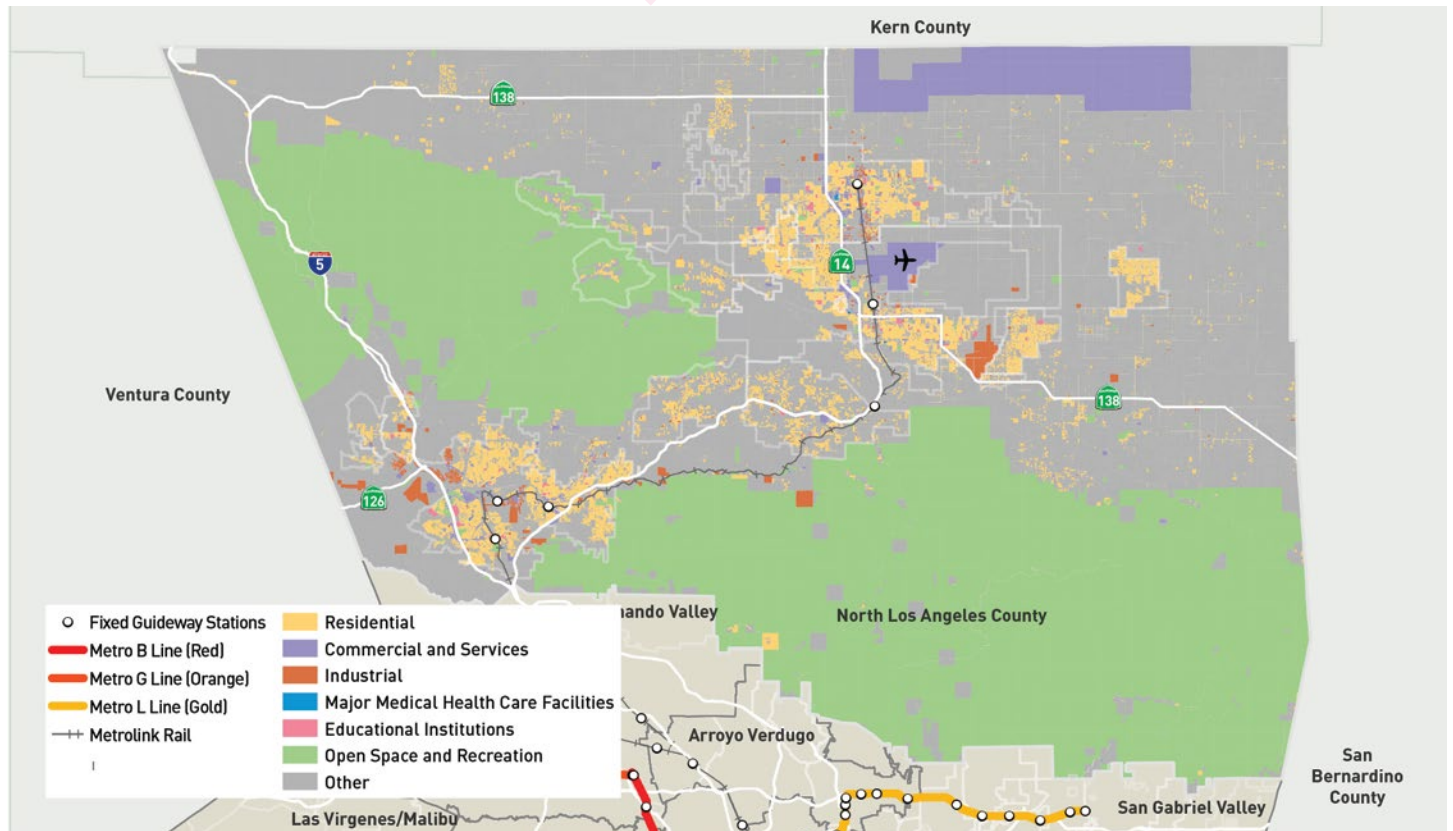 Kern County
138
5
14
Ventura County
138
126
nando Valley
North Los Angeles County
Fixed Guideway Stations
Metro B Line (Red)
Metro G Line (Orange)
Metro L Line (Gold)
Metrolink Rail
Residential
Commercial and Services
Industrial
Major Medical Health Care Facilities
Educational Institutions
Open Space and Recreation
Other
Arroyo Verdugo
San
Bernardino
County
San Gabriel Valley
Las Virgenes/Malibu